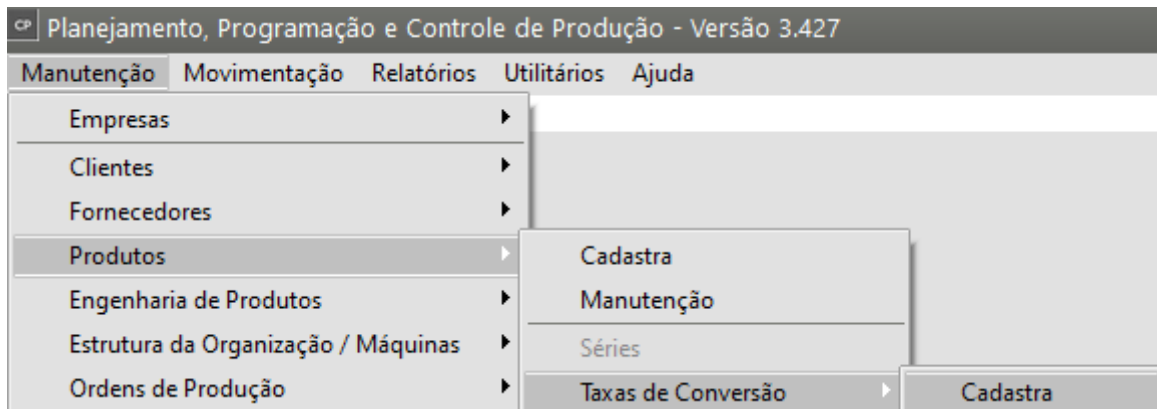 CP Planejamento, Programação e Controle de Produção - Versão 3.427
Manutenção Movimentação Relatórios Utilitários Ajuda
Empresas
Clientes
Fornecedores
Produtos
Cadastra
Engenharia de Produtos
Manutenção
Estrutura da Organização / Máquinas
Séries
Ordens de Produção
Taxas de Conversão
Cadastra